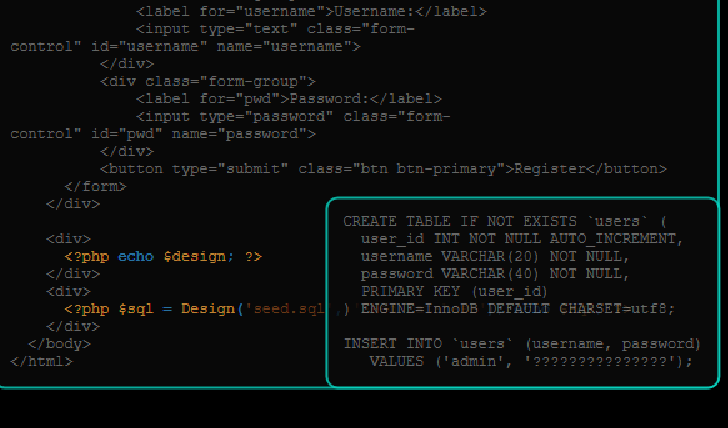 <label for="username">Username:</label>
<input type="text" class="form-
control" id="username" name="username">
</div>
<div class="form-group">
<label for="pwd">Password:</label>
<input type="password" class="form-
control" id="pwd" name="password">
</div>
<button type="submit" class="btn btn-primary">Register</button>
</form>
</div>
<div>
<?php echo $design; ?>
</div>
<div>
<?php $sql = Design('seed.sql
</div>
</body>
</html>
CREATE TABLE IF NOT EXISTS `users` (
user_id INT NOT NULL AUTO_INCREMENT,
username VARCHAR(20) NOT NULL,
password VARCHAR(40) NOT NULL,
PRIMARY KEY (user_id)
) ENGINE=InnoDB DEFAULT CHARSET=utf8;
INSERT INTO `users` (username, password)
VALUES ('admin', '???????????????');